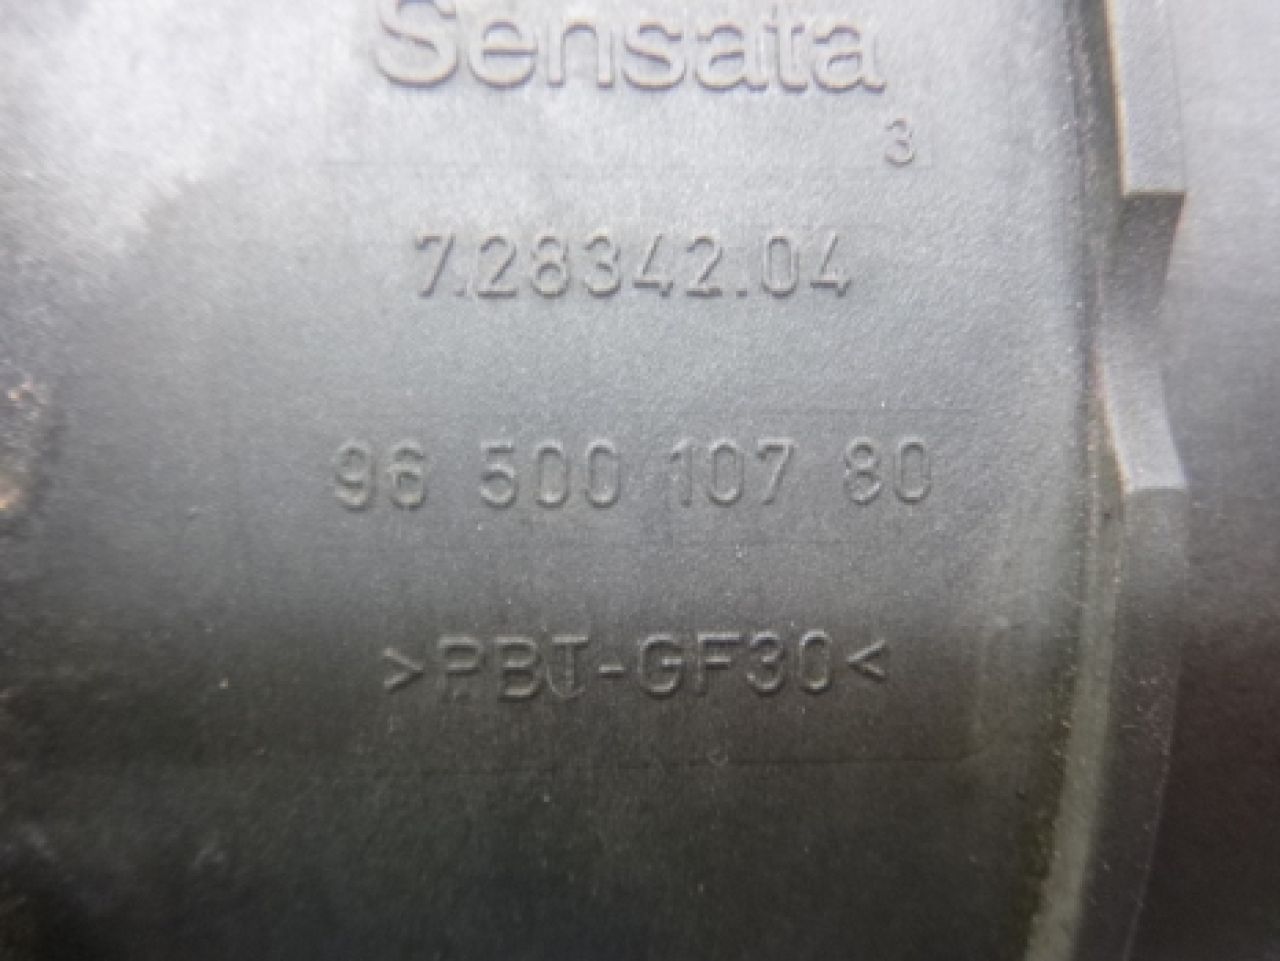 Sensata
3
7.28342.04
96 500 107 80
>PBT-GF30<